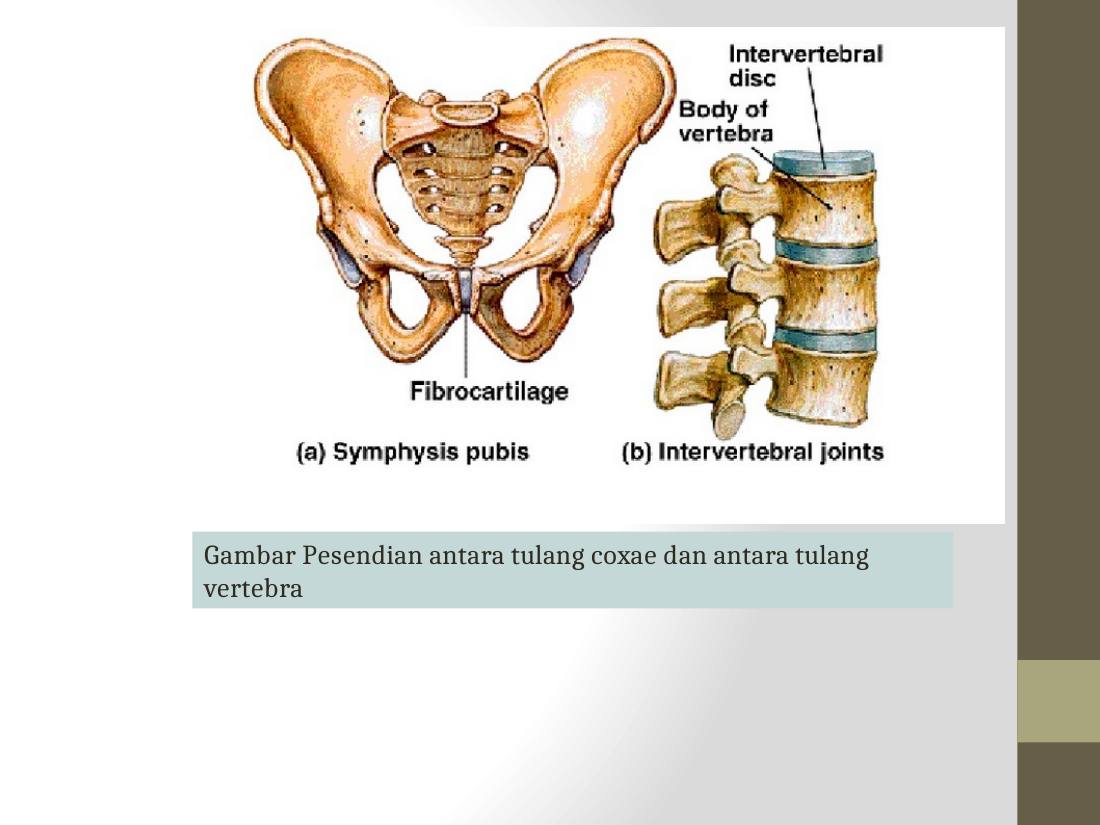 Intervertebral
disc
Body of
vertebra
Fibrocartilage
(a) Symphysis pubis
(b) Intervertebral joints
Gambar Pesendian antara tulang coxae dan antara tulang
vertebra